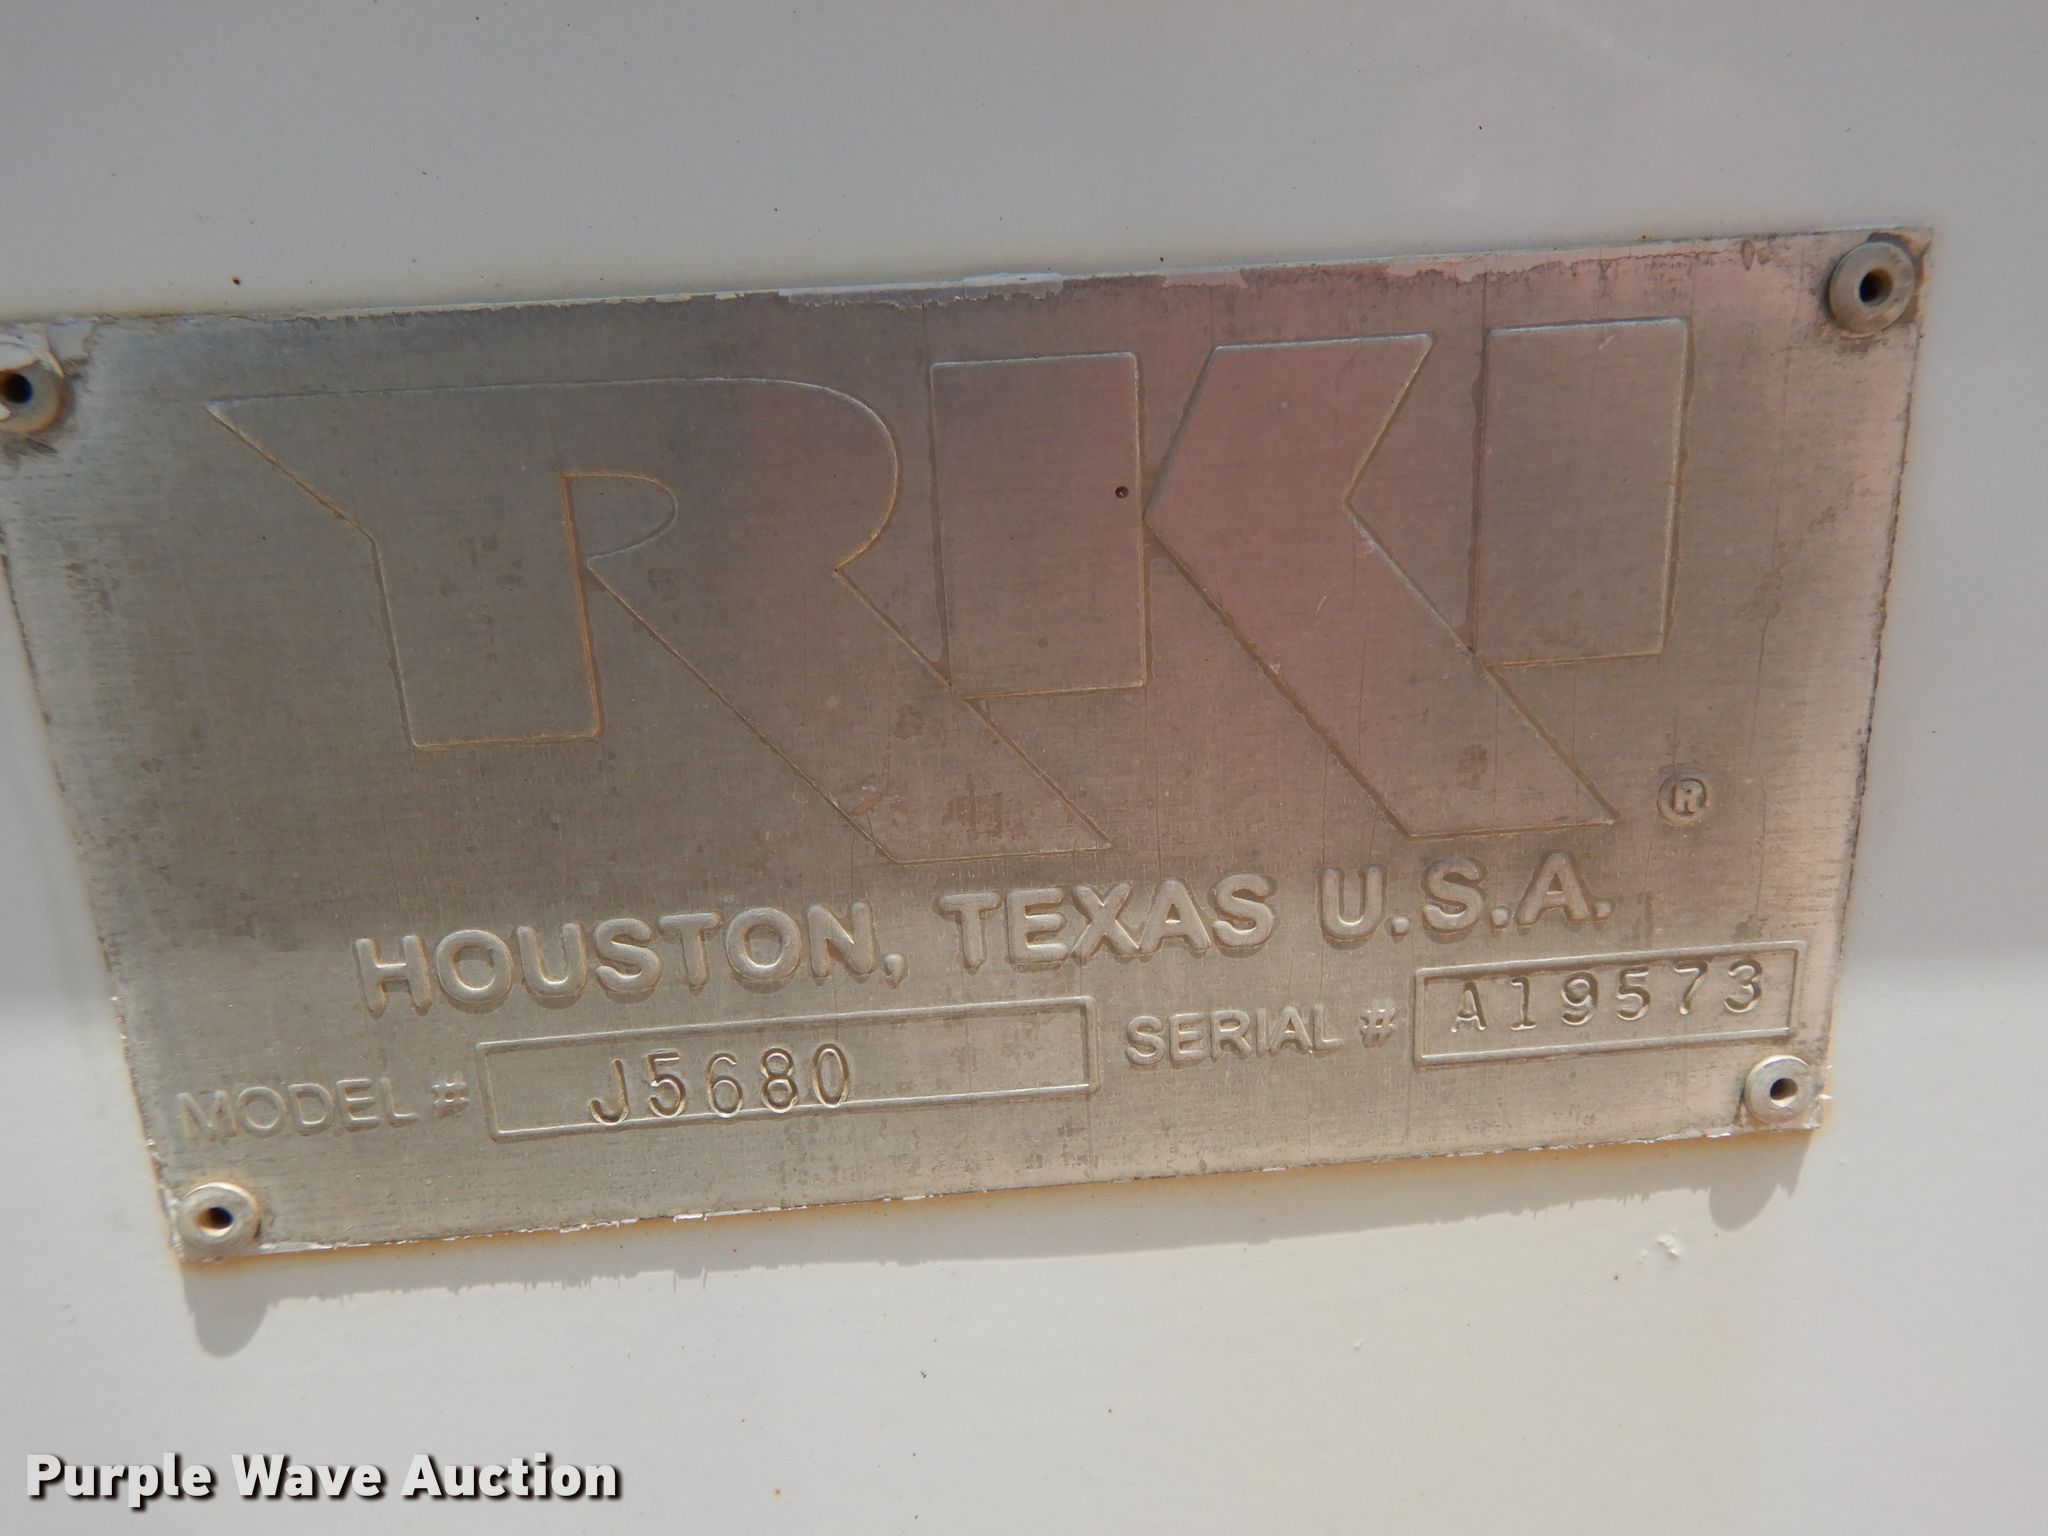 RKI ®
HOUSTON, TEXAS U.S.A.
MODEL # J5680 SERIAL # A19573
Purple Wave Auction